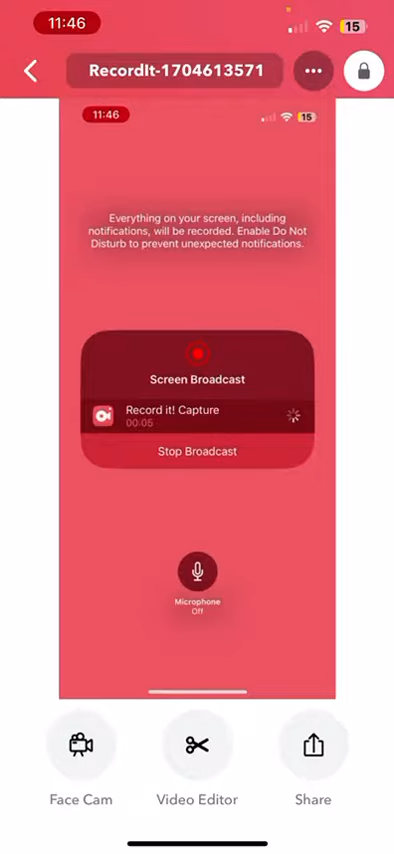 11:46
15
RecordIt-1704613571
11:46
15
Everything on your screen, including
notifications, will be recorded. Enable Do Not
Disturb to prevent unexpected notifications.
Screen Broadcast
Record it! Capture
00:05
Stop Broadcast
Microphone
Off
Face Cam
Video Editor
Share